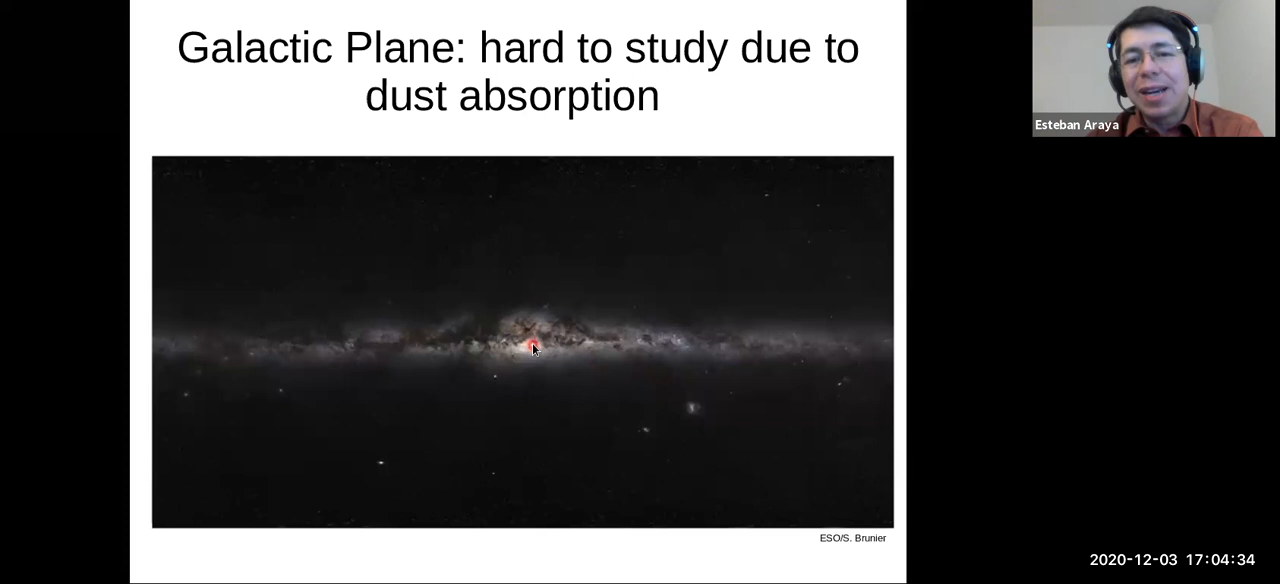 Galactic Plane: hard to study due to
dust absorption
Esteban Araya
ESO/S. Brunier
2020-12-03 17:04:34